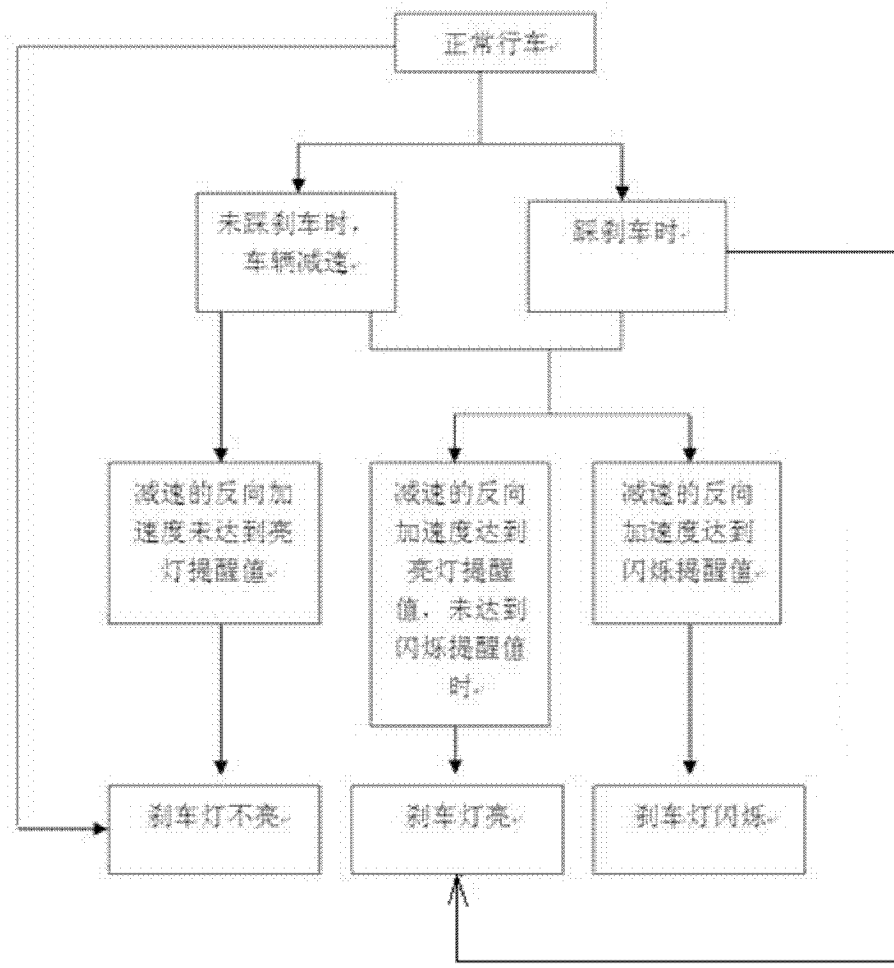 正常行车
未踩刹车时，
车辆减速
踩刹车时
减速的反向加
速度未达到亮
灯提醒值
减速的反向
加速度达到
亮灯提醒
值，未达到
闪烁提醒值
时
减速的反向
加速度达到
闪烁提醒值
刹车灯不亮
刹车灯亮
刹车灯闪烁